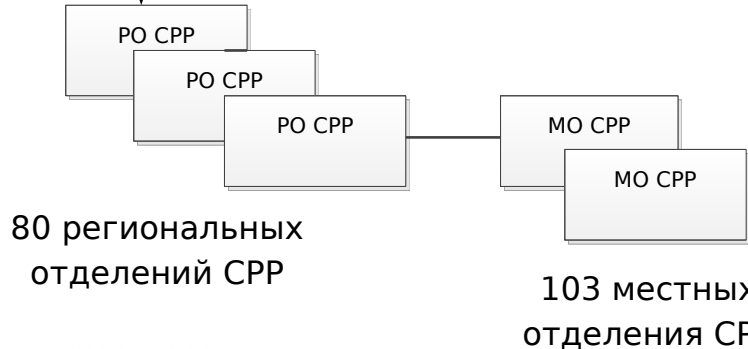 РО СРР
РО СРР
РО СРР
МО СРР
МО СРР
80 региональных
отделений СРР
103 местных
отделения СР